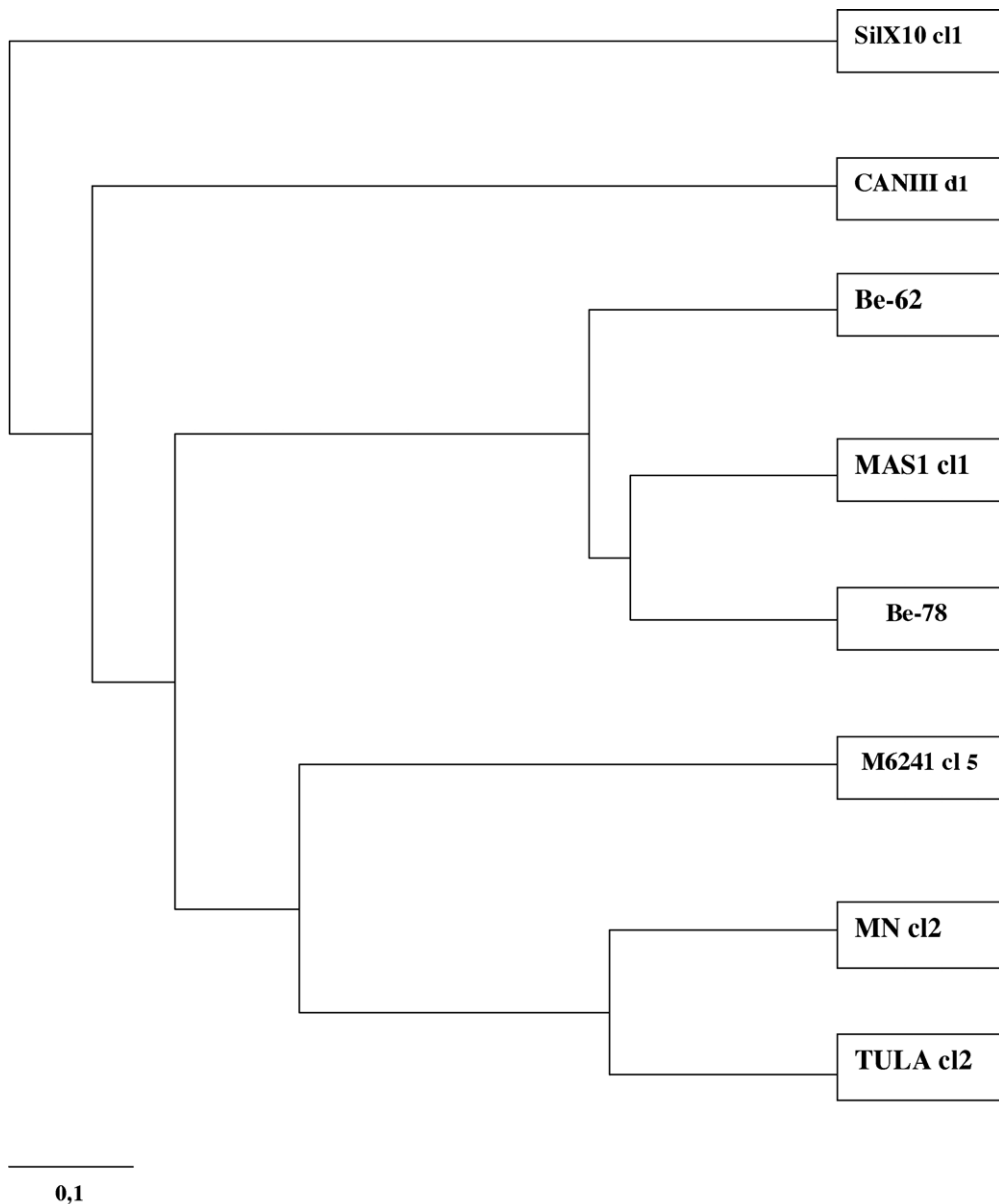 SilX10 cl1
CANIII d1
Be-62
MAS1 cl1
Be-78
M6241 cl 5
MN cl2
TULA cl2
0,1